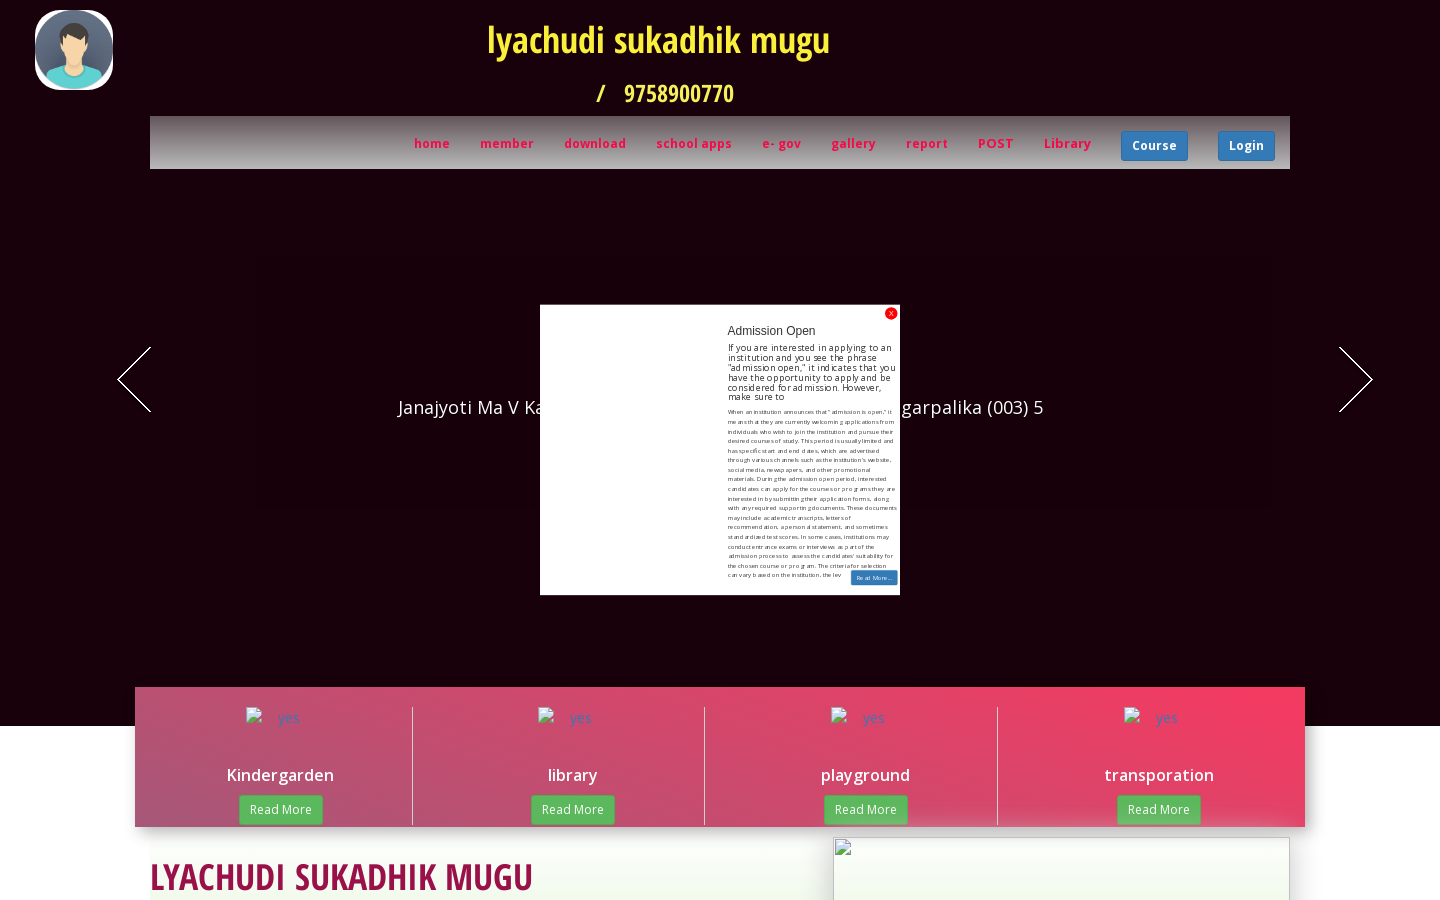 lyachudi sukadhik mugu
/ 9758900770
home member download school apps e- gov gallery report POST Library Course Login
X
Admission Open
If you are interested in applying to an
institution and you see the phrase
"admission open," it indicates that you
have the opportunity to apply and be
considered for admission. However,
make sure to
Janajyoti Ma V Ka garpalika (003) 5
When an institution announces that "admission is open," it
means that they are currently welcoming applications from
individuals who wish to join the institution and pursue their
desired courses of study. This period is usually limited and
has specific start and end dates, which are advertised
through various channels such as the institution's website,
social media, newspapers, and other promotional
materials. During the admission open period, interested
candidates can apply for the courses or programs they are
interested in by submitting their application forms, along
with any required supporting documents. These documents
may include academic transcripts, letters of
recommendation, a personal statement, and sometimes
standardized test scores. In some cases, institutions may
conduct entrance exams or interviews as part of the
admission process to assess the candidates' suitability for
the chosen course or program. The criteria for selection
can vary based on the institution, the lev
Read More...
yes yes yes yes
Kindergarden library playground transporation
Read More Read More Read More Read More
LYACHUDI SUKADHIK MUGU